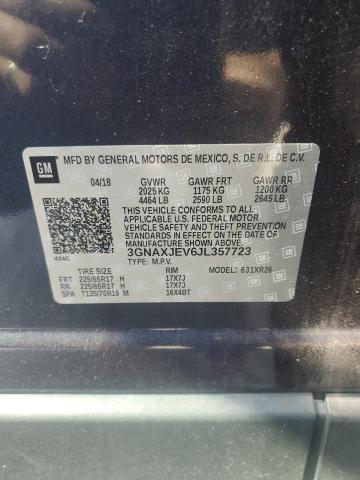 GM
MFD BY GENERAL MOTORS DE MEXICO, S. DE R.L. DE C.V.
04/18 GVWR GAWR FRT GAWR RR
2025 KG 1175 KG 1200 KG
4464 LB 2590 LB 2645 LB
THIS VEHICLE CONFORMS TO ALL APPLICABLE
U.S. FEDERAL MOTOR VEHICLE SAFETY,
BUMPER, AND THEFT PREVENTION STANDARDS
IN EFFECT ON THE DATE OF
MANUFACTURE SHOWN ABOVE.
3GNAXJEV6JL357723
424C TYPE: M.P.V. MODEL: 631XR26
TIRE SIZE RIM
FRT 225/65R17 H 17X7J
RR 225/65R17 H 17X7J
SPA T135/70R16 M 16X4BT